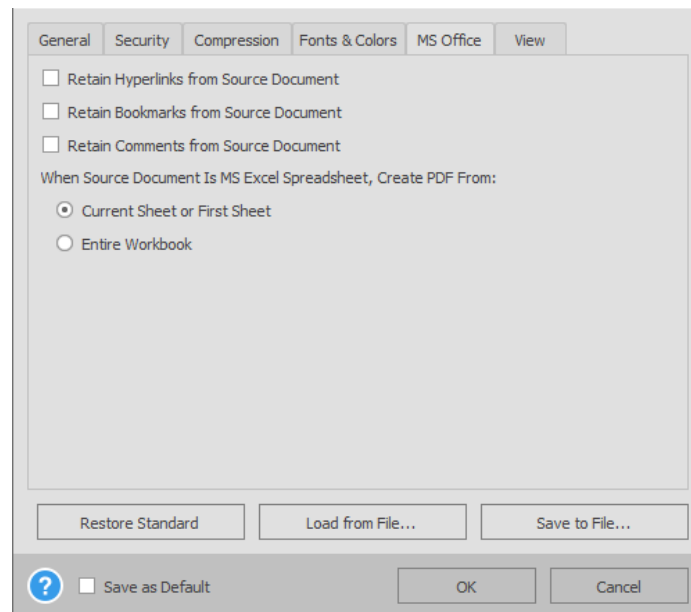 General Security Compression Fonts & Colors MS Office View
Retain Hyperlinks from Source Document
Retain Bookmarks from Source Document
Retain Comments from Source Document
When Source Document Is MS Excel Spreadsheet, Create PDF From:
Current Sheet or First Sheet
Entire Workbook
Restore Standard Load from File... Save to File...
? Save as Default OK Cancel